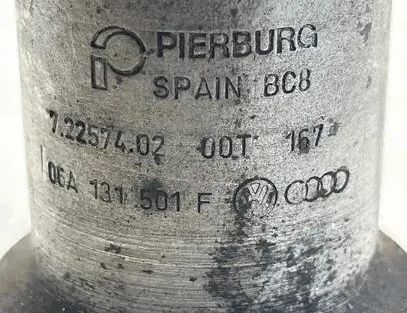 PIERBURG
SPAIN BC8
7.22574.02 00T 167
06A 131 501 F